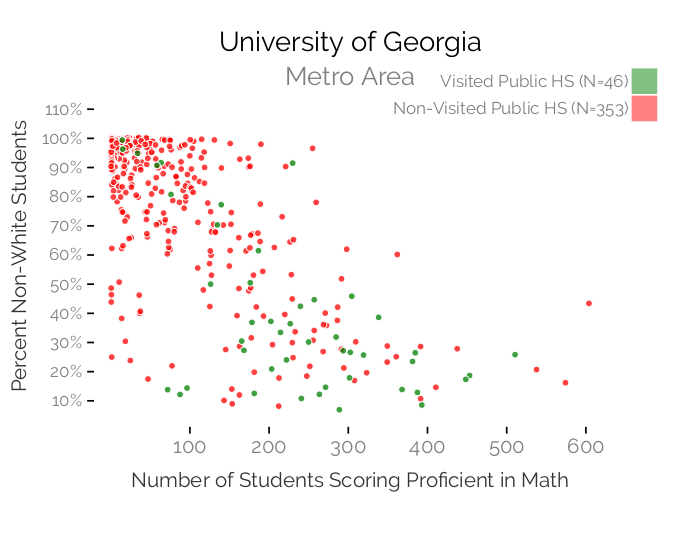 University of Georgia
Metro Area
Visited Public HS (N=46)
Non-Visited Public HS (N=353)
Percent Non-White Students
110%
100%
90%
80%
70%
60%
50%
40%
30%
20%
10%
100 200 300 400 500 600
Number of Students Scoring Proficient in Math